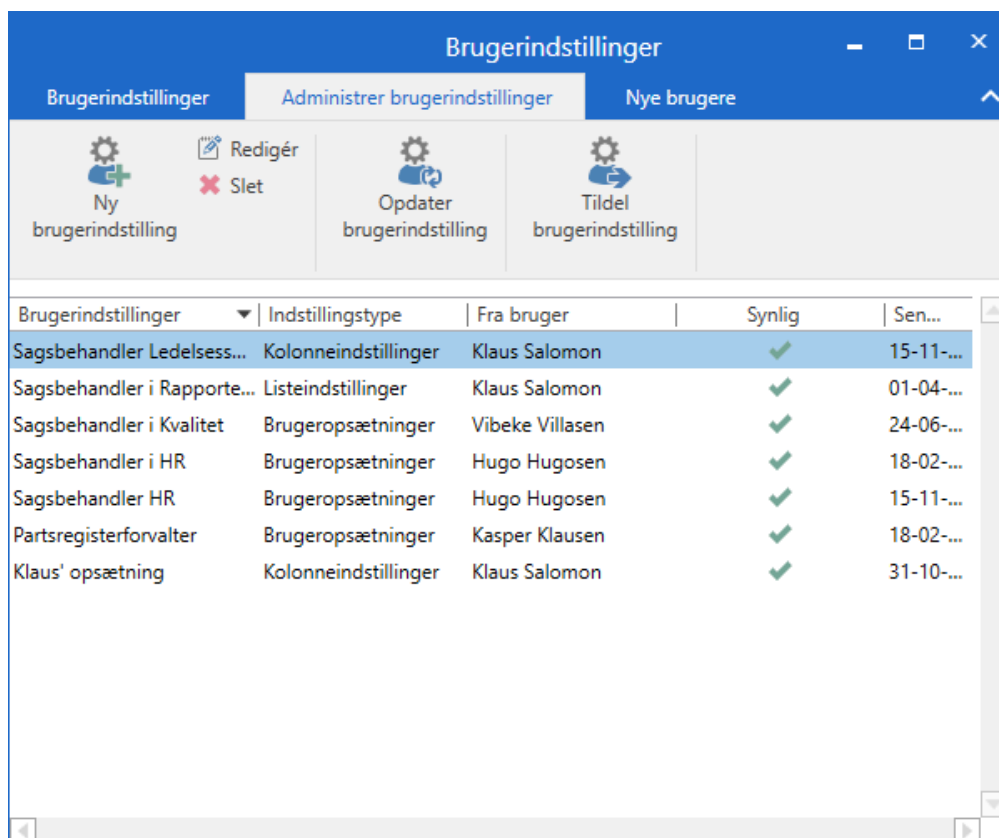 Brugerindstillinger
Brugerindstillinger Administrer brugerindstillinger Nye brugere
Ny brugerindstilling
Redigér
Slet
Opdater brugerindstilling
Tildel brugerindstilling
Brugerindstillinger Indstillingstype Fra bruger Synlig Sen...
Sagsbehandler Ledelsess... Kolonneindstillinger Klaus Salomon 15-11-...
Sagsbehandler i Rapporte... Listeindstillinger Klaus Salomon 01-04-...
Sagsbehandler i Kvalitet Brugeropsætninger Vibeke Villasen 24-06-...
Sagsbehandler i HR Brugeropsætninger Hugo Hugosen 18-02-...
Sagsbehandler HR Brugeropsætninger Hugo Hugosen 15-11-...
Partsregisterforvalter Brugeropsætninger Kasper Klausen 18-02-...
Klaus' opsætning Kolonneindstillinger Klaus Salomon 31-10-...